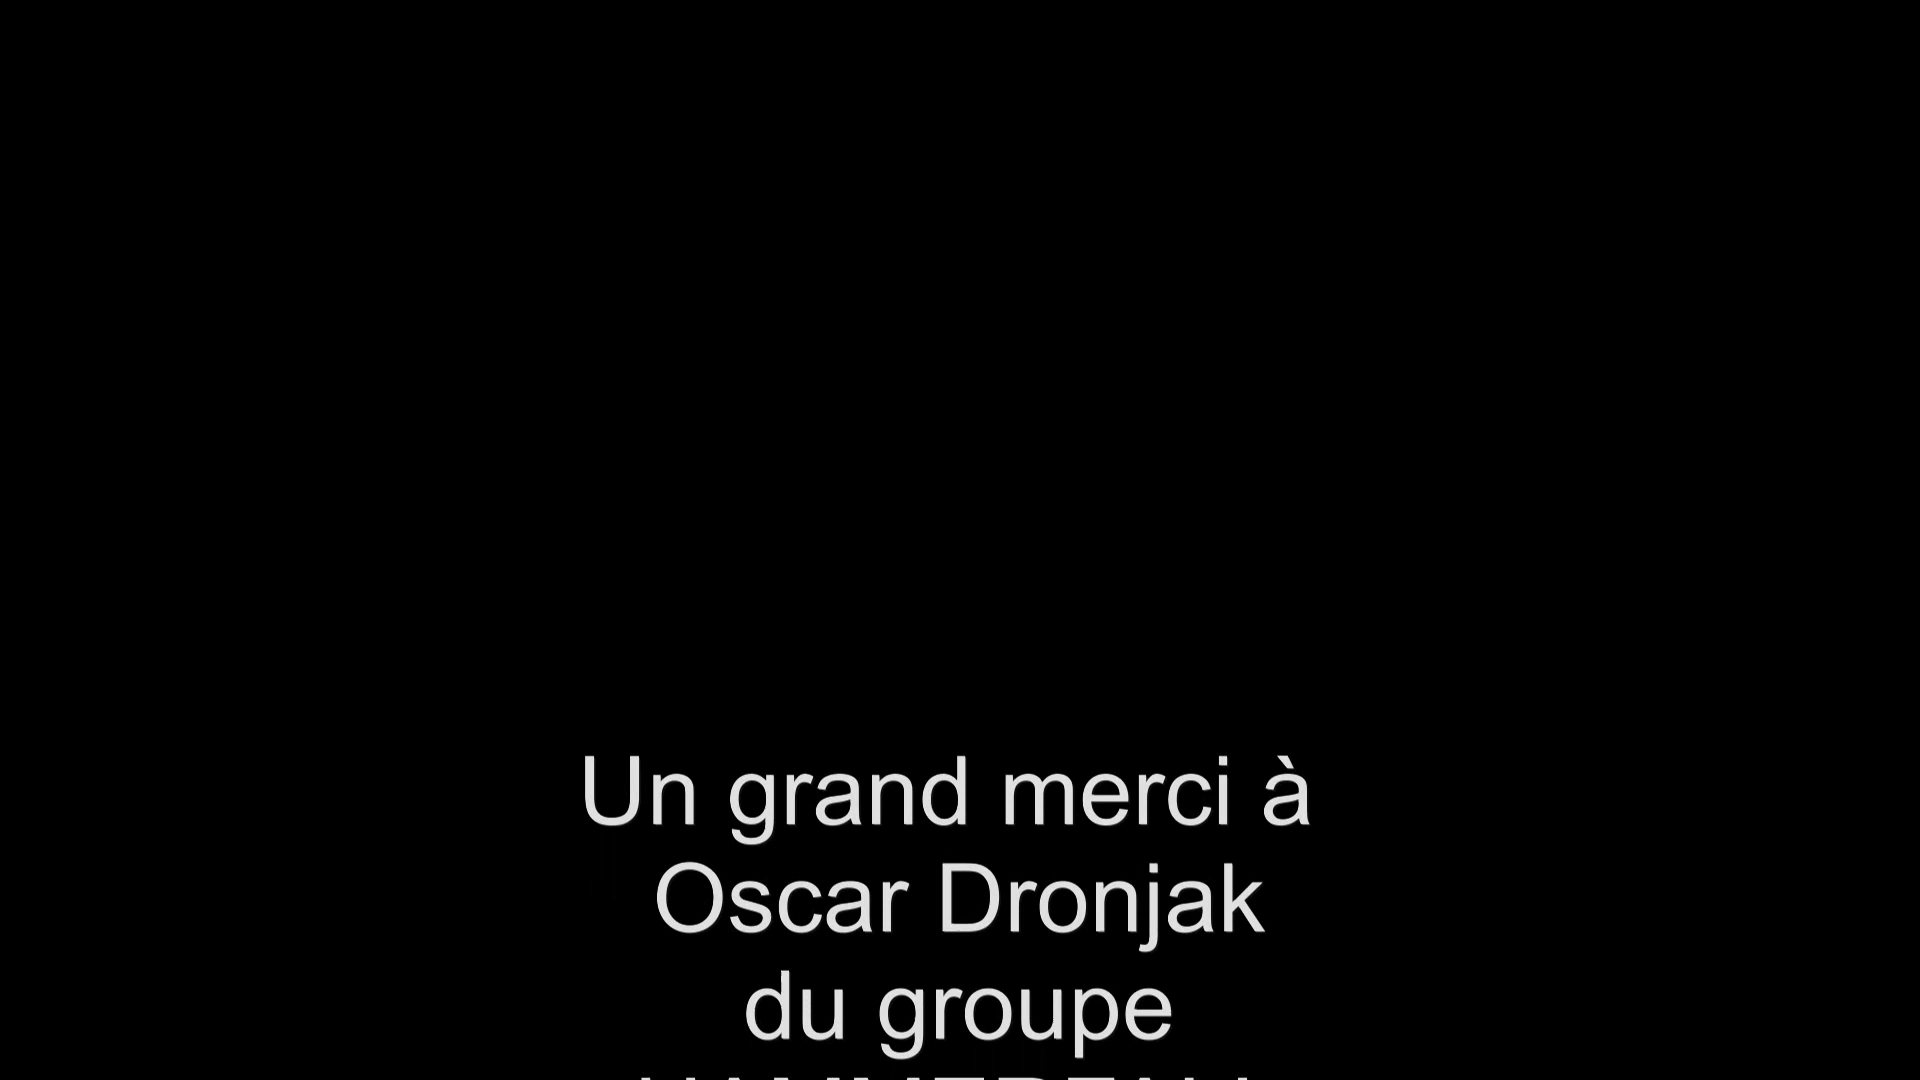 Un grand merci à
Oscar Dronjak
du groupe